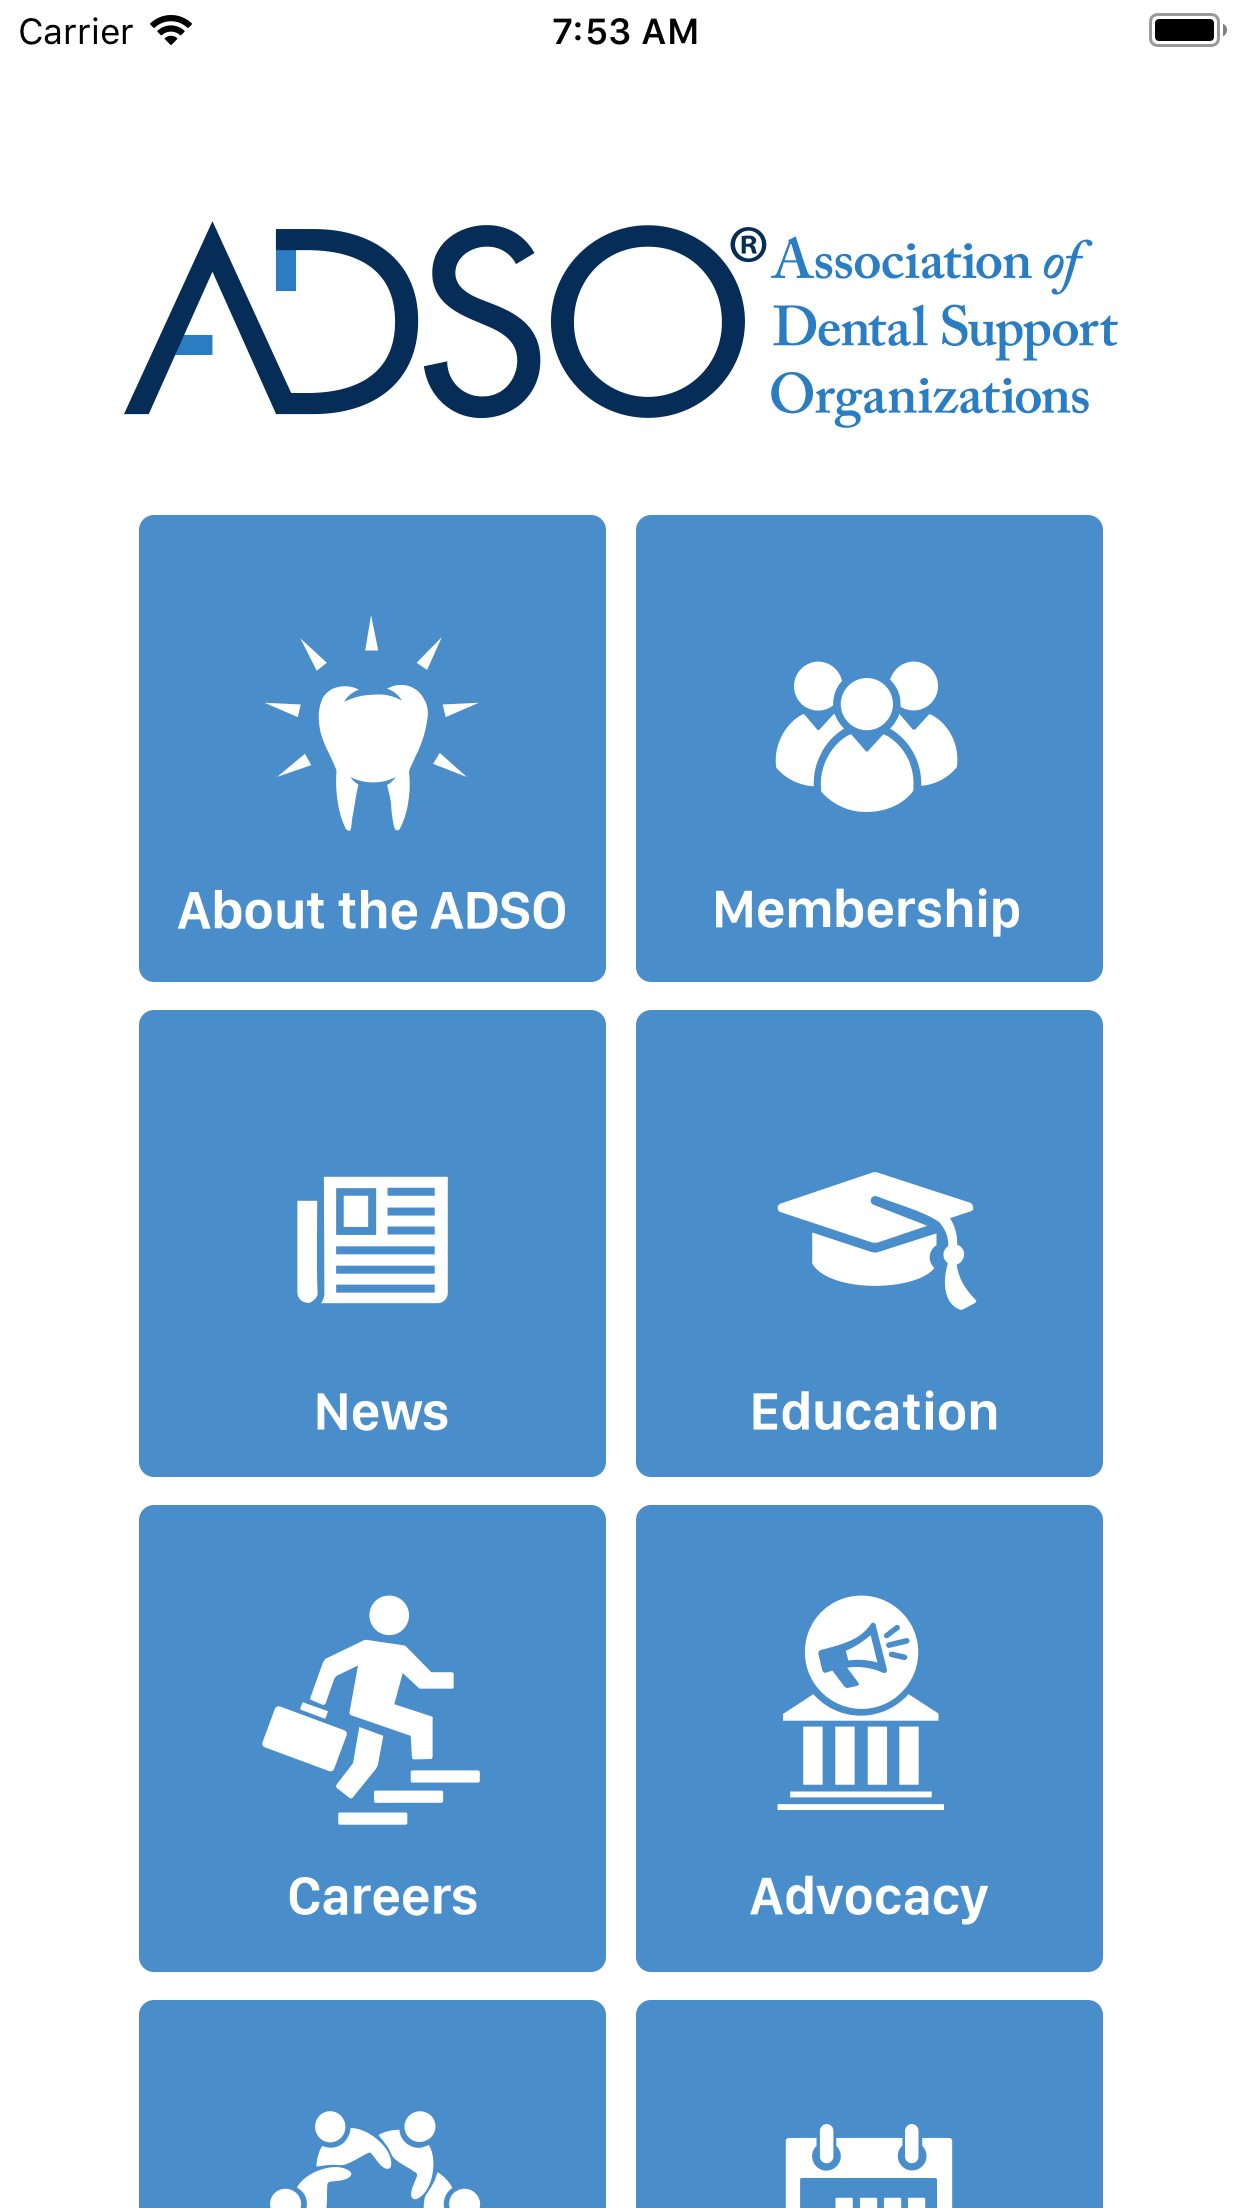 Carrier 7:53 AM
ADSO® Association of
Dental Support
Organizations
About the ADSO
Membership
News
Education
Careers
Advocacy